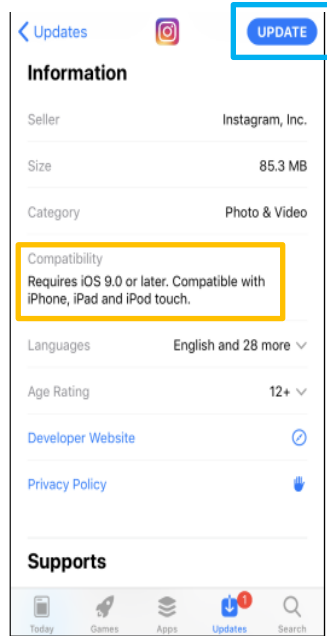 Updates
UPDATE
Information
Seller Instagram, Inc.
Size 85.3 MB
Category Photo & Video
Compatibility
Requires iOS 9.0 or later. Compatible with
iPhone, iPad and iPod touch.
Languages English and 28 more
Age Rating 12+
Developer Website
Privacy Policy
Supports
1
Today Games Apps Updates Search